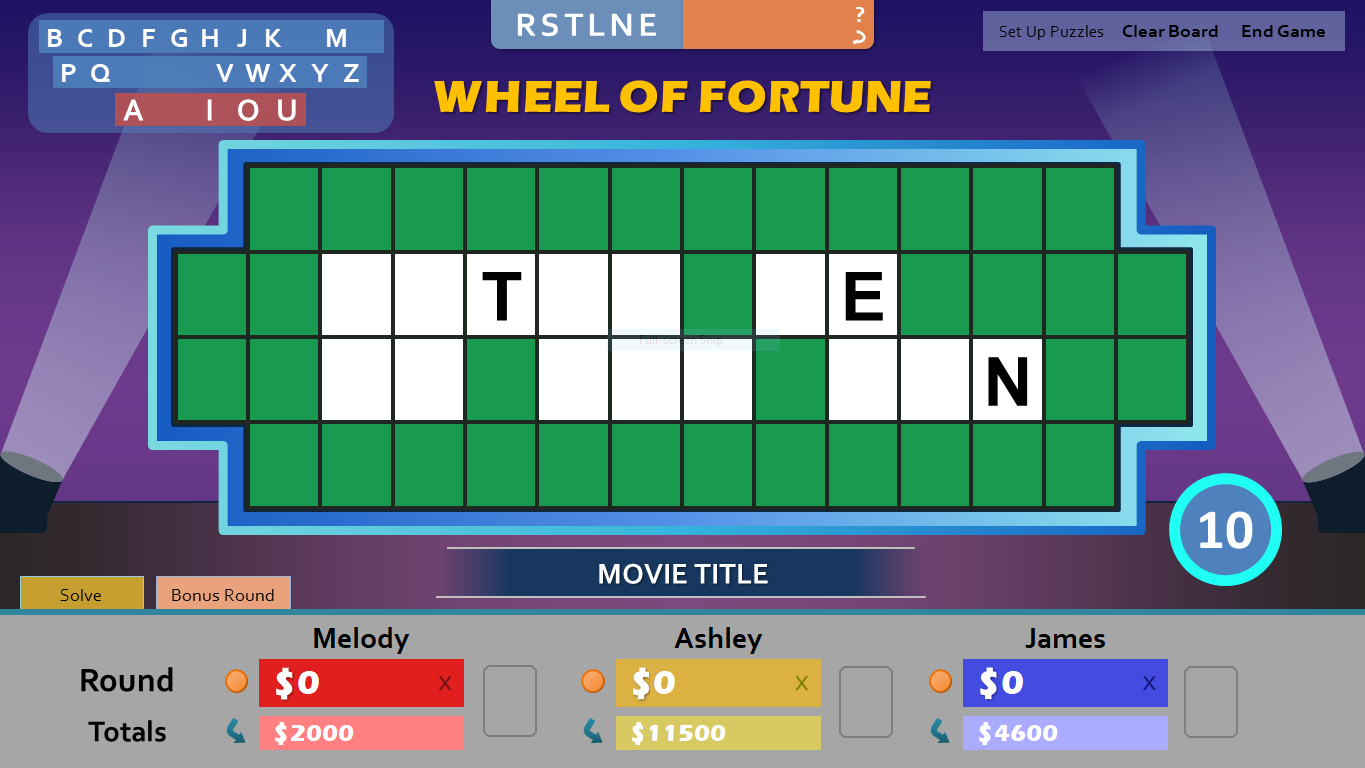 B C D F G H J K M
P Q V W X Y Z
A I O U
RSTLNE
?
Set Up Puzzles Clear Board End Game
WHEEL OF FORTUNE
T E
Full-screen Snip
N
10
MOVIE TITLE
Solve Bonus Round
Melody Ashley James
Round $0 X $0 X $0 X
Totals $2000 $11500 $4600